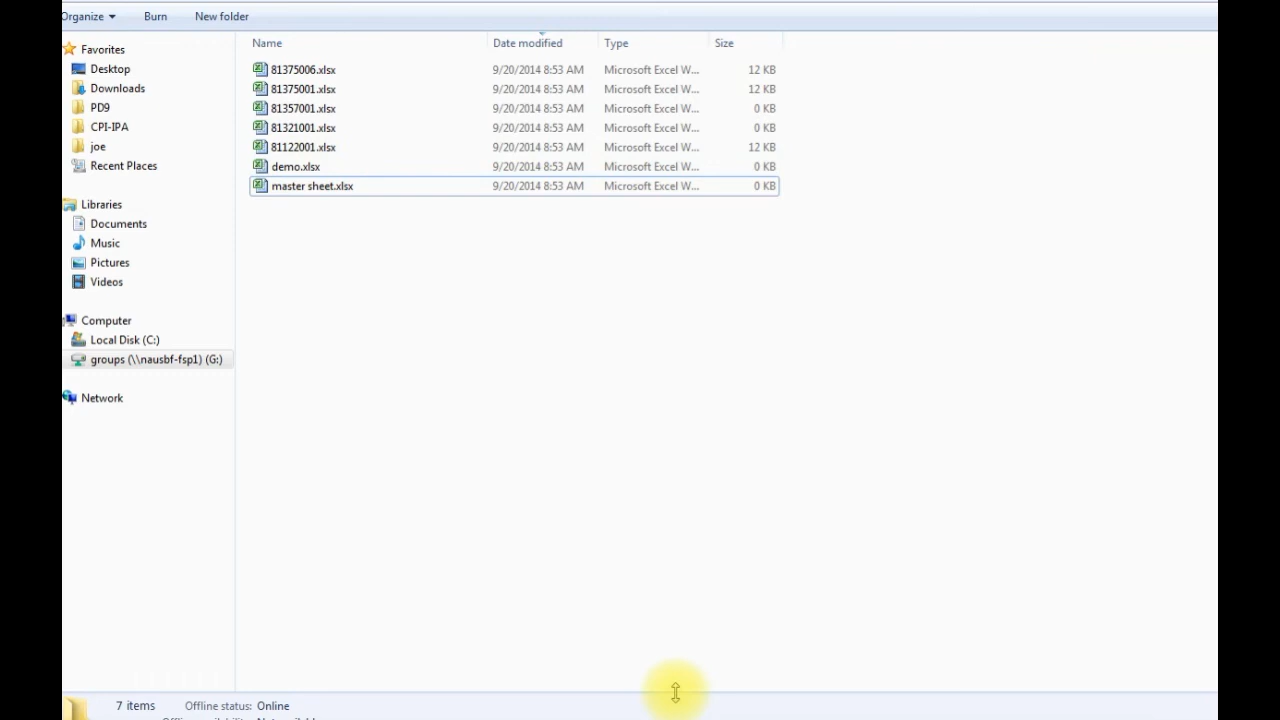 Organize Burn New folder
Name Date modified Type Size
Favorites
Desktop
Downloads
PD9
CPI-IPA
joe
Recent Places
Libraries
Documents
Music
Pictures
Videos
Computer
Local Disk (C:)
groups (\\nausbf-fsp1) (G:)
Network
81375006.xlsx 9/20/2014 8:53 AM Microsoft Excel W... 12 KB
81375001.xlsx 9/20/2014 8:53 AM Microsoft Excel W... 12 KB
81357001.xlsx 9/20/2014 8:53 AM Microsoft Excel W... 0 KB
81321001.xlsx 9/20/2014 8:53 AM Microsoft Excel W... 0 KB
81122001.xlsx 9/20/2014 8:53 AM Microsoft Excel W... 12 KB
demo.xlsx 9/20/2014 8:53 AM Microsoft Excel W... 0 KB
master sheet.xlsx 9/20/2014 8:53 AM Microsoft Excel W... 0 KB
7 items Offline status: Online